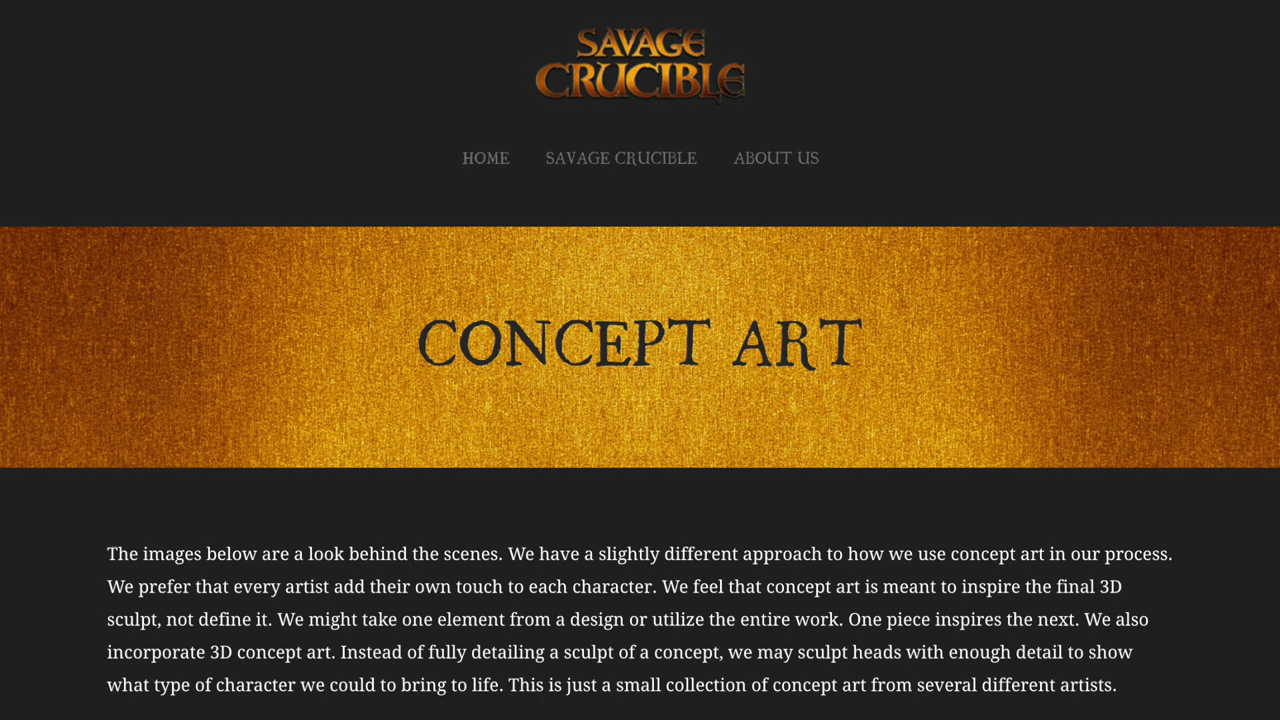 SAVAGE
CRUCIBLE
HOME SAVAGE CRUCIBLE ABOUT US
CONCEPT ART
The images below are a look behind the scenes. We have a slightly different approach to how we use concept art in our process.
We prefer that every artist add their own touch to each character. We feel that concept art is meant to inspire the final 3D
sculpt, not define it. We might take one element from a design or utilize the entire work. One piece inspires the next. We also
incorporate 3D concept art. Instead of fully detailing a sculpt of a concept, we may sculpt heads with enough detail to show
what type of character we could to bring to life. This is just a small collection of concept art from several different artists.